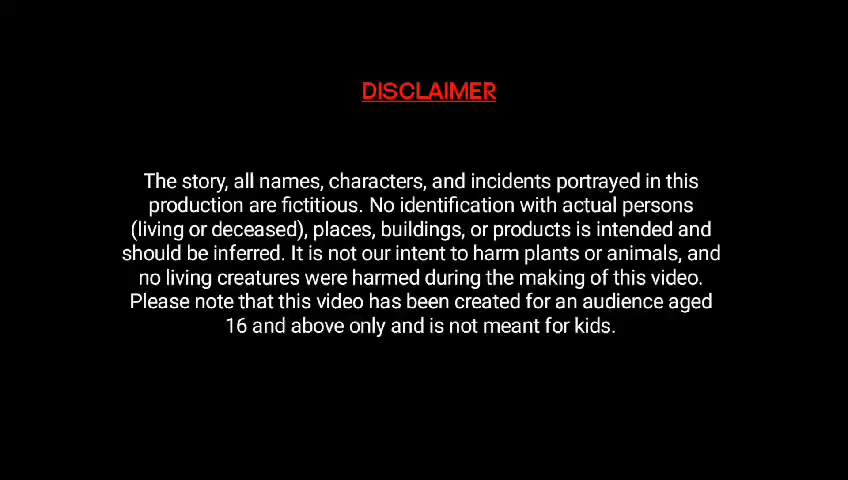 DISCLAIMER
The story, all names, characters, and incidents portrayed in this
production are fictitious. No identification with actual persons
(living or deceased), places, buildings, or products is intended and
should be inferred. It is not our intent to harm plants or animals, and
no living creatures were harmed during the making of this video.
Please note that this video has been created for an audience aged
16 and above only and is not meant for kids.